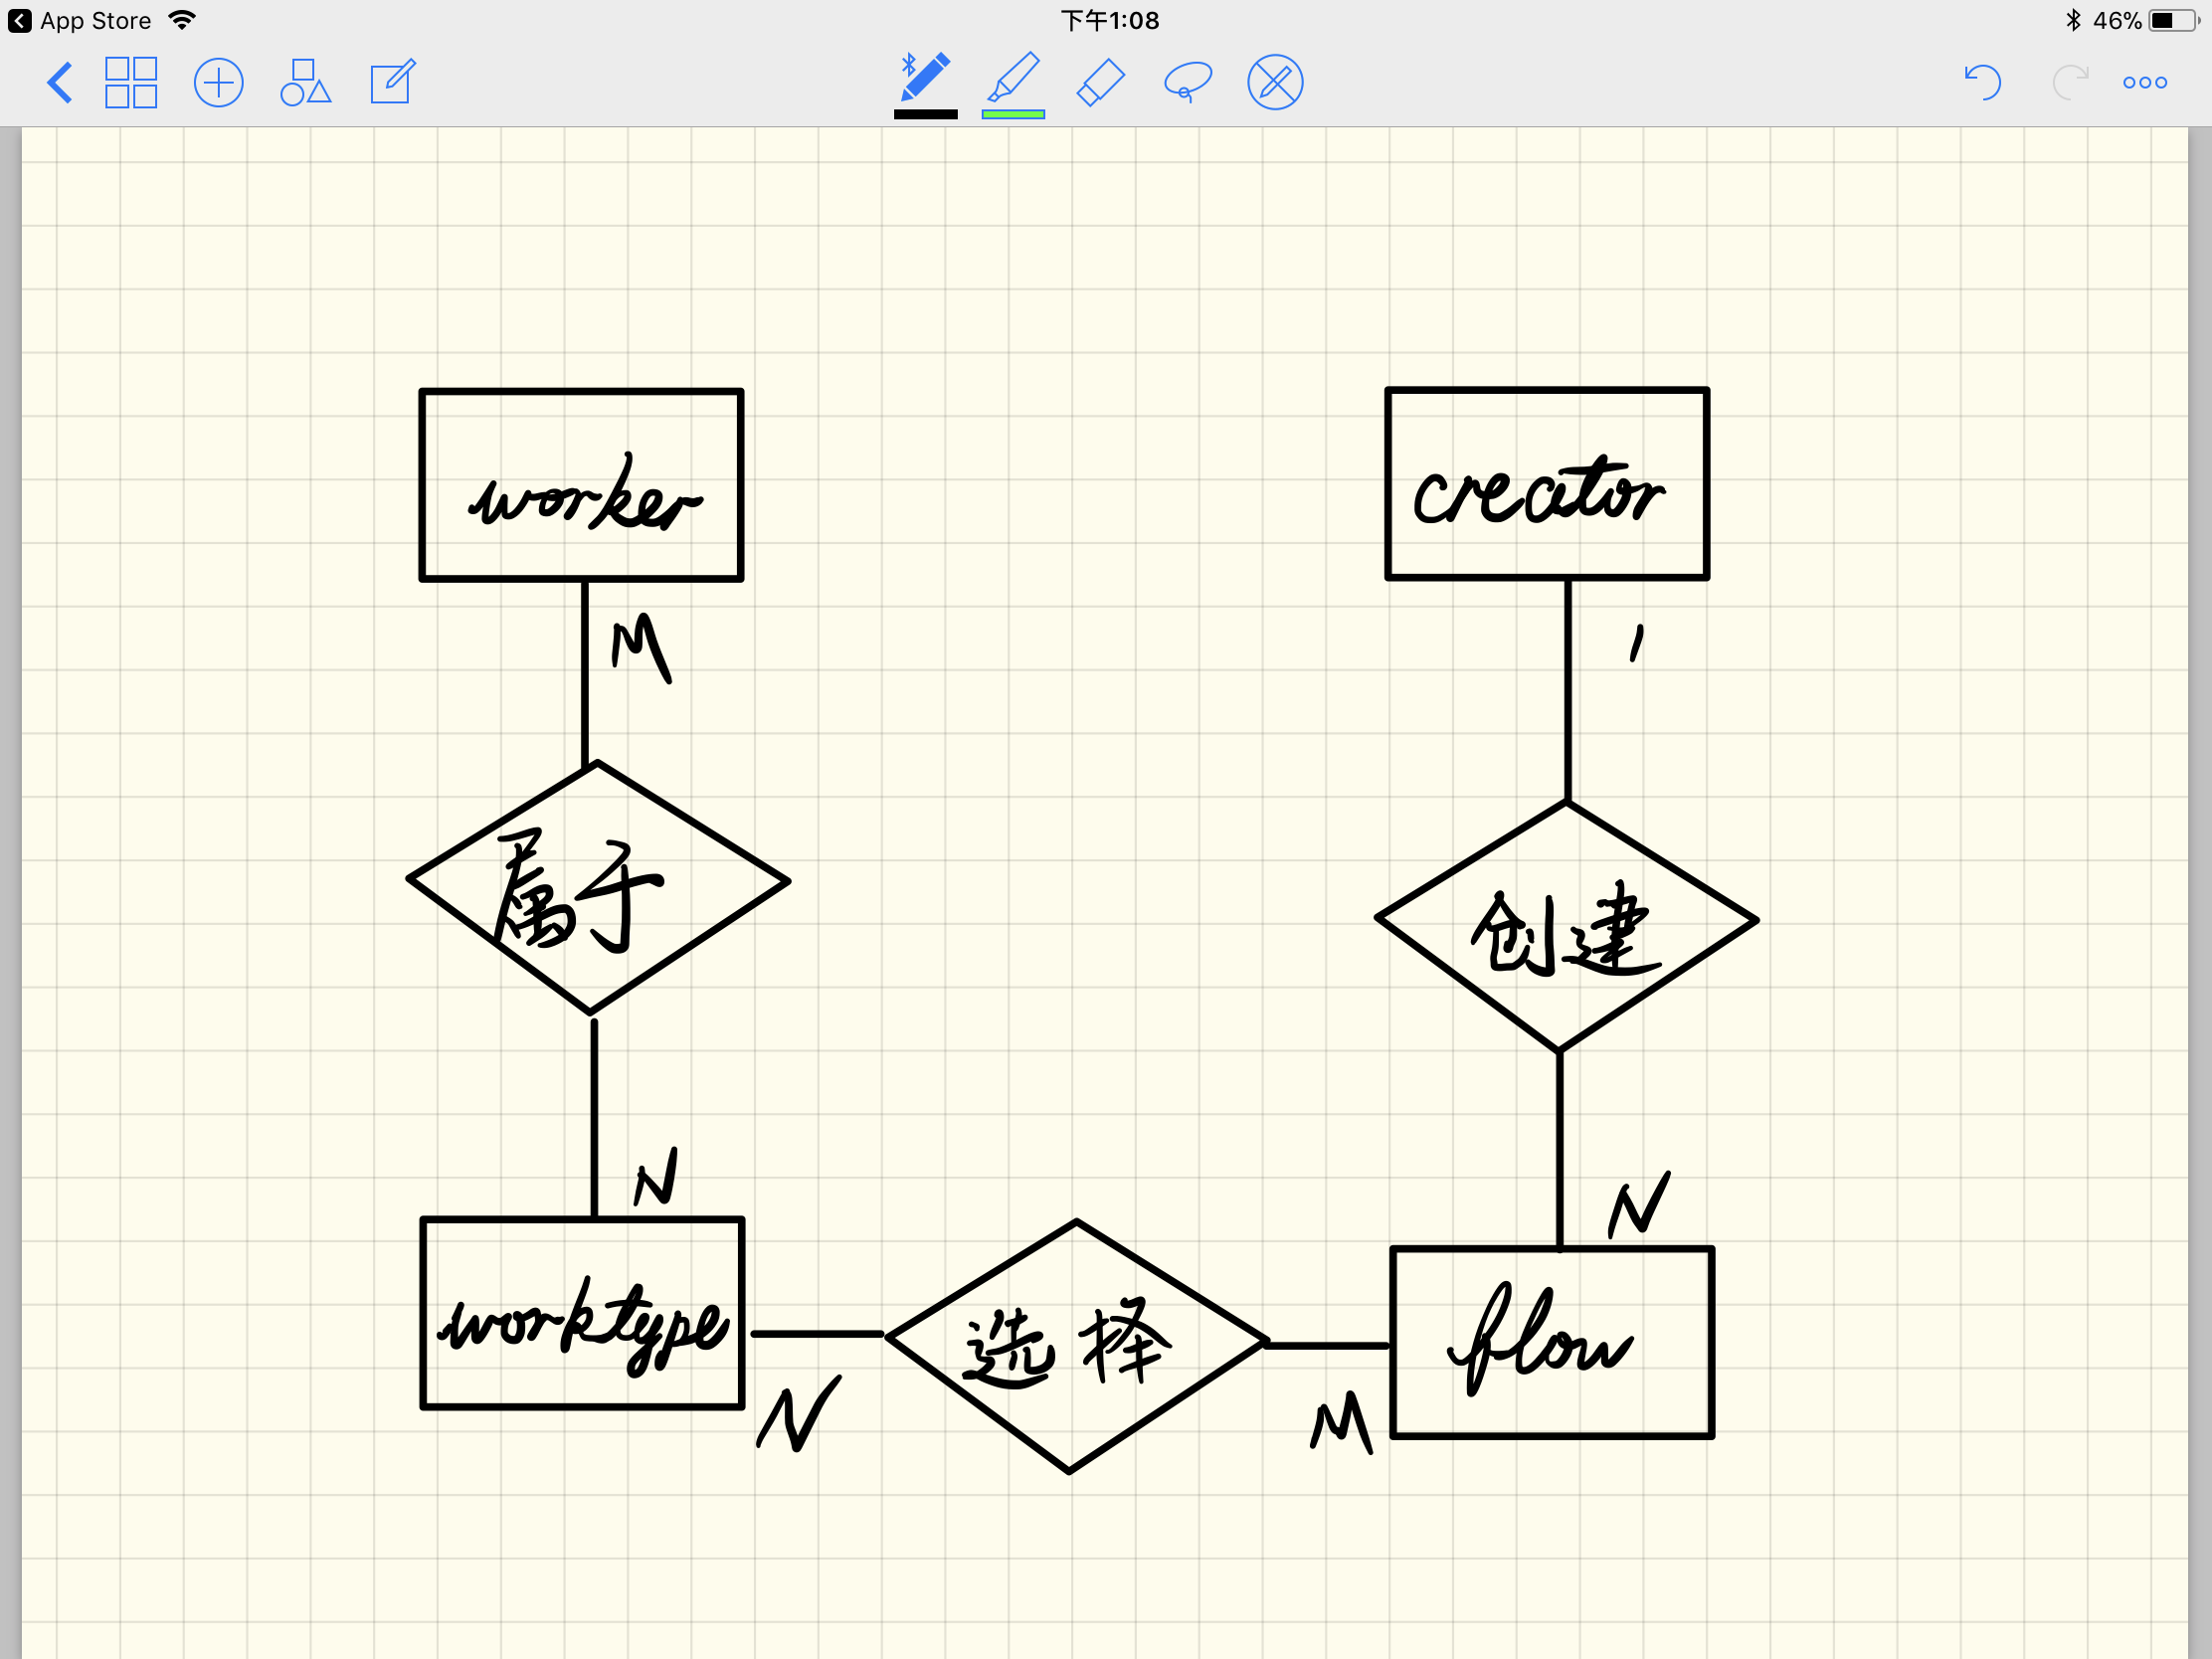 App Store
下午1:08
46%
worker
creator
M
1
属于
创建
N
N
worktype
选择
flow
N
M